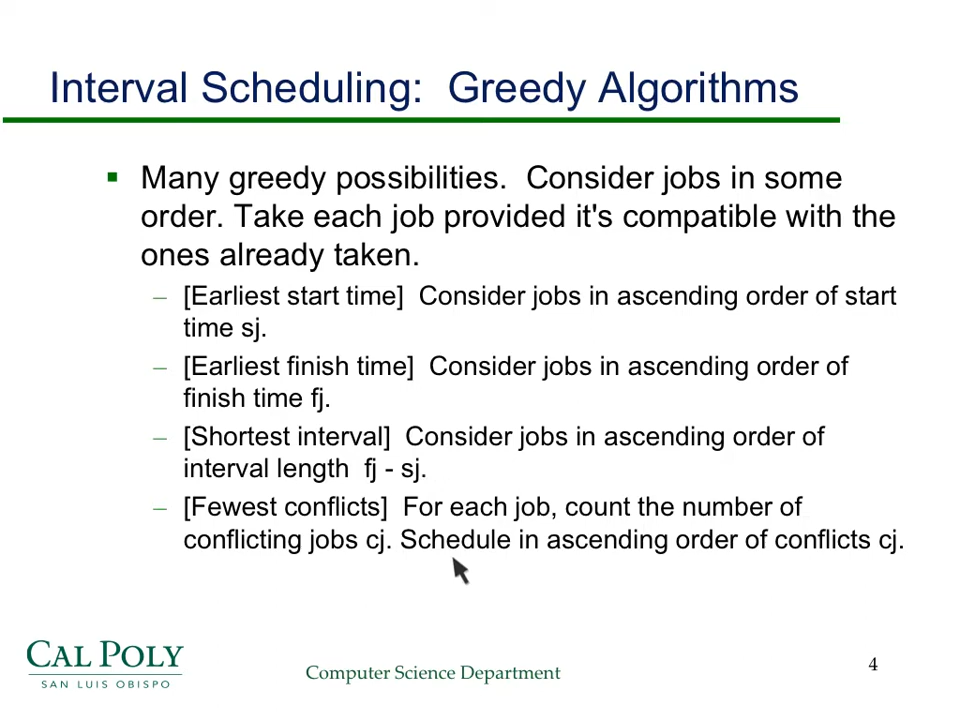 Interval Scheduling:  Greedy Algorithms
▪ Many greedy possibilities.  Consider jobs in some
order. Take each job provided it's compatible with the
ones already taken.
– [Earliest start time]  Consider jobs in ascending order of start
time sj.
– [Earliest finish time]  Consider jobs in ascending order of
finish time fj.
– [Shortest interval]  Consider jobs in ascending order of
interval length  fj - sj.
– [Fewest conflicts]  For each job, count the number of
conflicting jobs cj. Schedule in ascending order of conflicts cj.
CAL POLY
SAN LUIS OBISPO
Computer Science Department
4